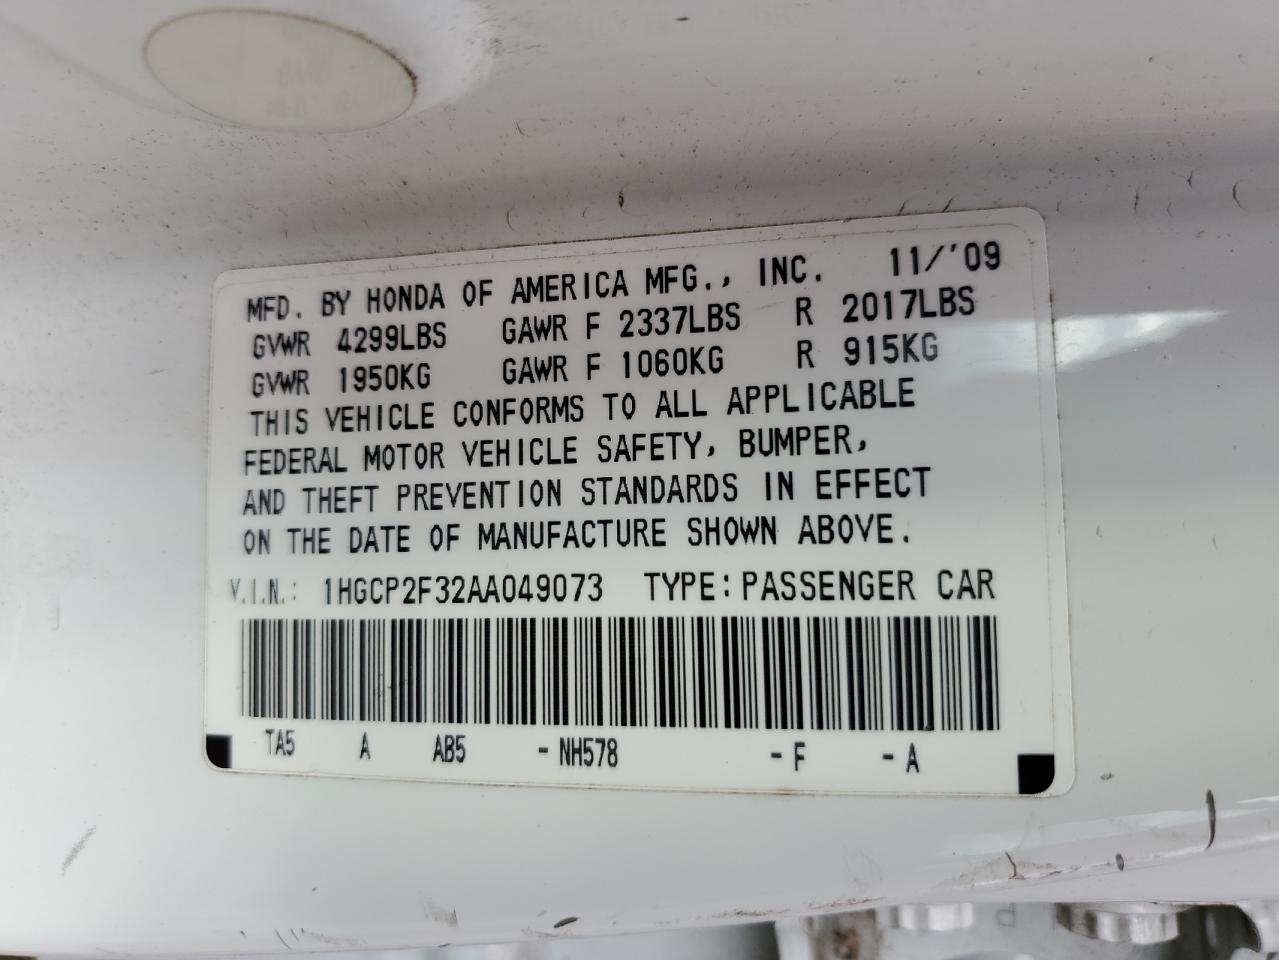 MFD. BY HONDA OF AMERICA MFG., INC. 11/'09
GVWR 4299LBS GAWR F 2337LBS R 2017LBS
GVWR 1950KG GAWR F 1060KG R 915KG
THIS VEHICLE CONFORMS TO ALL APPLICABLE
FEDERAL MOTOR VEHICLE SAFETY, BUMPER,
AND THEFT PREVENTION STANDARDS IN EFFECT
ON THE DATE OF MANUFACTURE SHOWN ABOVE.
V.I.N.: 1HGCP2F32AA049073 TYPE: PASSENGER CAR
TA5 A AB5 -NH578 -F -A